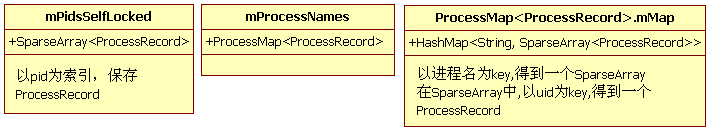 mPidsSelfLocked
+SparseArray<ProcessRecord>
以pid为索引，保存
ProcessRecord
mProcessNames
+ProcessMap<ProcessRecord>
ProcessMap<ProcessRecord>.mMap
+HashMap<String, SparseArray<ProcessRecord>>
以进程名为key,得到一个SparseArray
在SparseArray中,以uid为key,得到一个
ProcessRecord